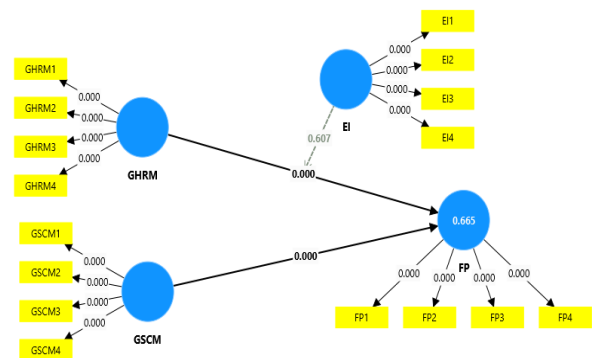 EI1
EI2
EI3
EI4
0.000
0.000
0.000
0.000
EI
0.607
GHRM1
GHRM2
GHRM3
GHRM4
0.000
0.000
0.000
0.000
GHRM
0.000
GSCM1
GSCM2
GSCM3
GSCM4
0.000
0.000
0.000
0.000
GSCM
0.000
0.665
FP
0.000
0.000
0.000
0.000
FP1
FP2
FP3
FP4